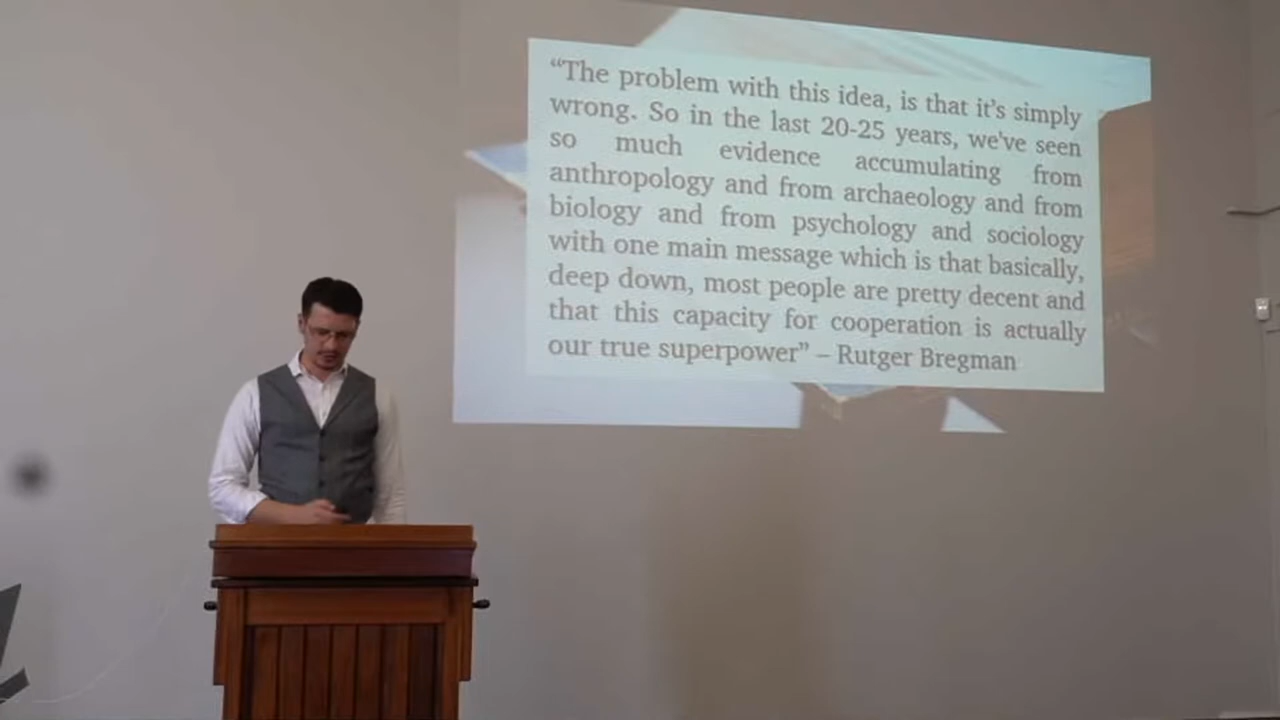 “The problem with this idea, is that it’s simply
wrong. So in the last 20-25 years, we've seen
so much evidence accumulating from
anthropology and from archaeology and from
biology and from psychology and sociology
with one main message which is that basically,
deep down, most people are pretty decent and
that this capacity for cooperation is actually
our true superpower” – Rutger Bregman